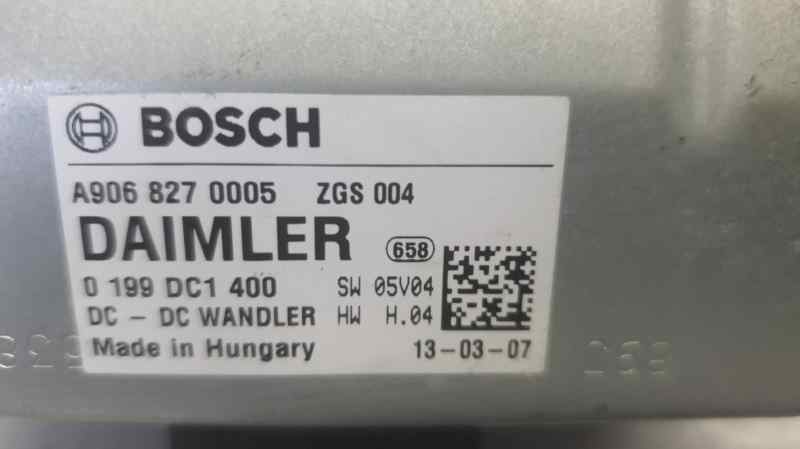 BOSCH
A906 827 0005 ZGS 004
DAIMLER 658
0 199 DC1 400 SW 05V04
DC - DC WANDLER HW H.04
Made in Hungary 13-03-07